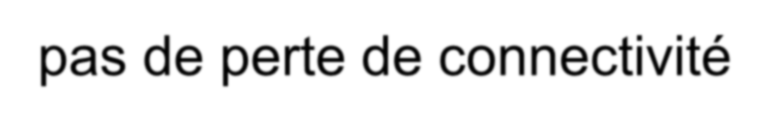 pas de perte de connectivité